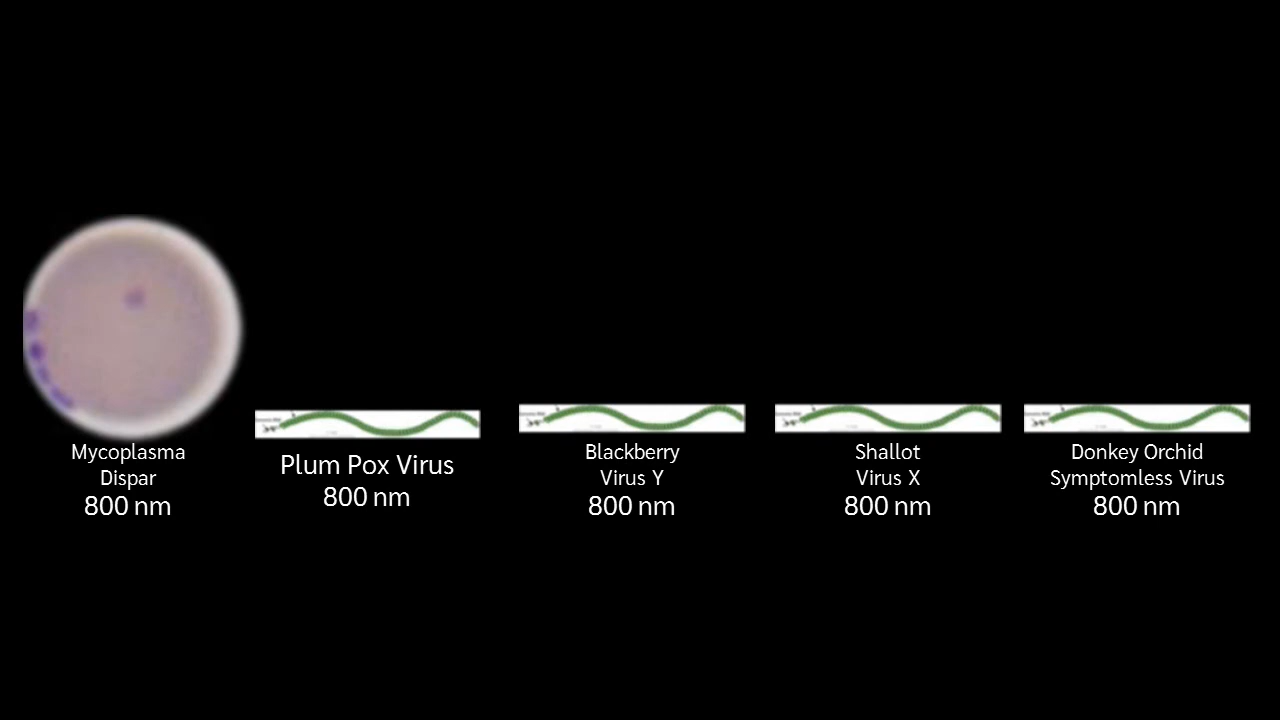 Mycoplasma
Dispar
800 nm
Plum Pox Virus
800 nm
Blackberry
Virus Y
800 nm
Shallot
Virus X
800 nm
Donkey Orchid
Symptomless Virus
800 nm